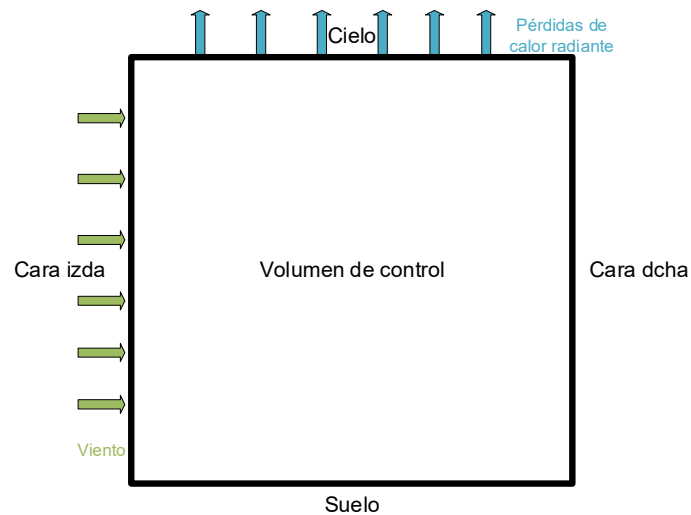 Cielo
Pérdidas de
calor radiante
Cara izda
Volumen de control
Cara dcha
Viento
Suelo